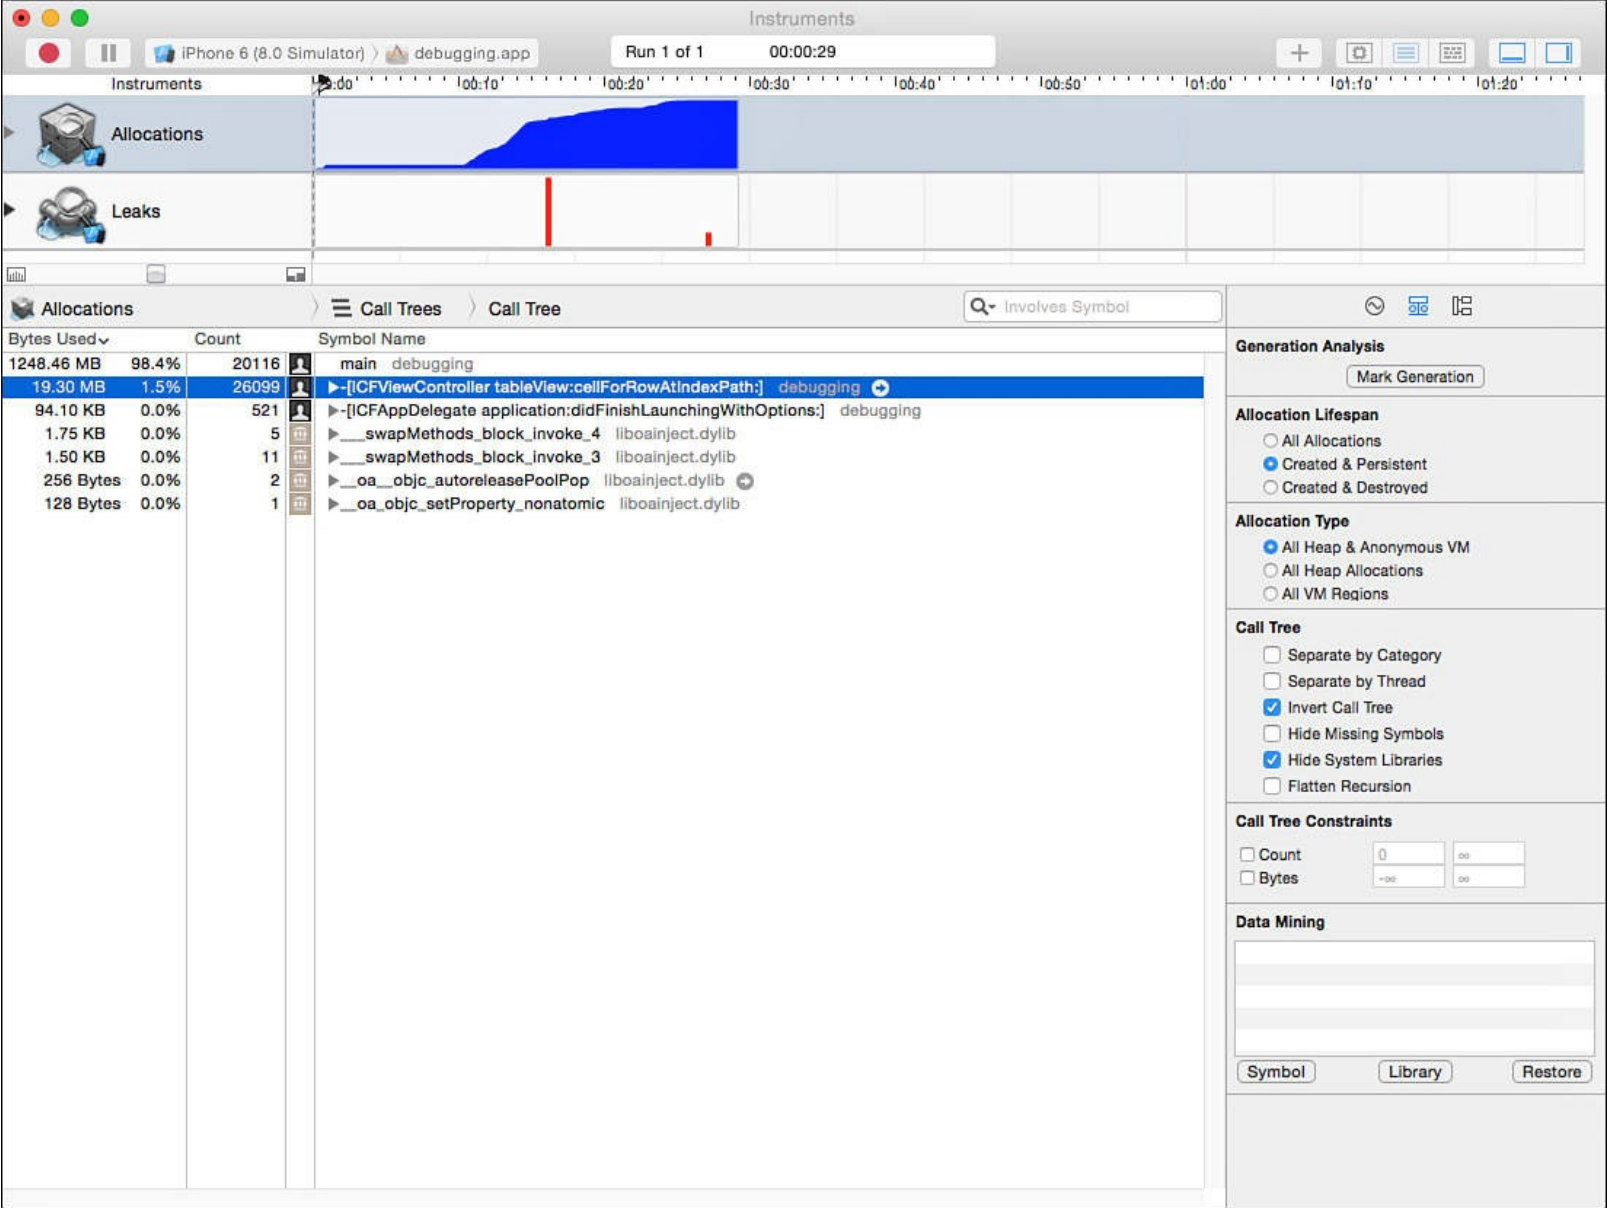 Instruments
iPhone 6 (8.0 Simulator) debugging.app
Run 1 of 1 00:00:29
Instruments
00:10 00:20 00:30 00:40 00:50 01:00 01:10 01:20
Allocations
Leaks
Allocations Call Trees Call Tree
Involves Symbol
Bytes Used Count Symbol Name
1248.46 MB 98.4% 20116 main debugging
19.30 MB 1.5% 26099 -[ICFViewController tableView:cellForRowAtIndexPath:] debugging
94.10 KB 0.0% 521 -[ICFAppDelegate application:didFinishLaunchingWithOptions:] debugging
1.75 KB 0.0% 5 ___swapMethods_block_invoke_4 liboainject.dylib
1.50 KB 0.0% 11 ___swapMethods_block_invoke_3 liboainject.dylib
256 Bytes 0.0% 2 __oa__objc_autoreleasePoolPop liboainject.dylib
128 Bytes 0.0% 1 __oa_objc_setProperty_nonatomic liboainject.dylib
Generation Analysis
Mark Generation
Allocation Lifespan
All Allocations
Created & Persistent
Created & Destroyed
Allocation Type
All Heap & Anonymous VM
All Heap Allocations
All VM Regions
Call Tree
Separate by Category
Separate by Thread
Invert Call Tree
Hide Missing Symbols
Hide System Libraries
Flatten Recursion
Call Tree Constraints
Count 0 ∞
Bytes -∞ ∞
Data Mining
Symbol Library Restore